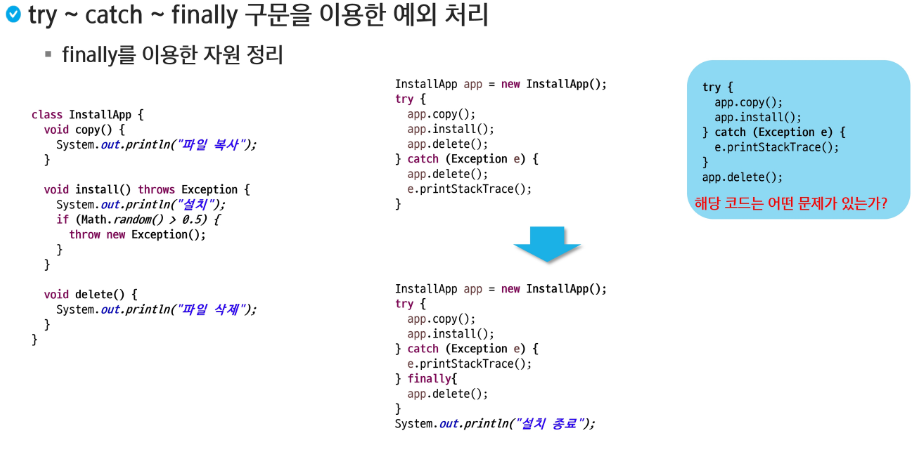 try ~ catch ~ finally 구문을 이용한 예외 처리
finally를 이용한 자원 정리
class InstallApp {
void copy() {
System.out.println("파일 복사");
}
void install() throws Exception {
System.out.println("설치");
if (Math.random() > 0.5) {
throw new Exception();
}
}
void delete() {
System.out.println("파일 삭제");
}
}
InstallApp app = new InstallApp();
try {
app.copy();
app.install();
app.delete();
} catch (Exception e) {
app.delete();
e.printStackTrace();
}
InstallApp app = new InstallApp();
try {
app.copy();
app.install();
} catch (Exception e) {
e.printStackTrace();
} finally{
app.delete();
}
System.out.println("설치 종료");
try {
app.copy();
app.install();
} catch (Exception e) {
e.printStackTrace();
}
app.delete();
해당 코드는 어떤 문제가 있는가?